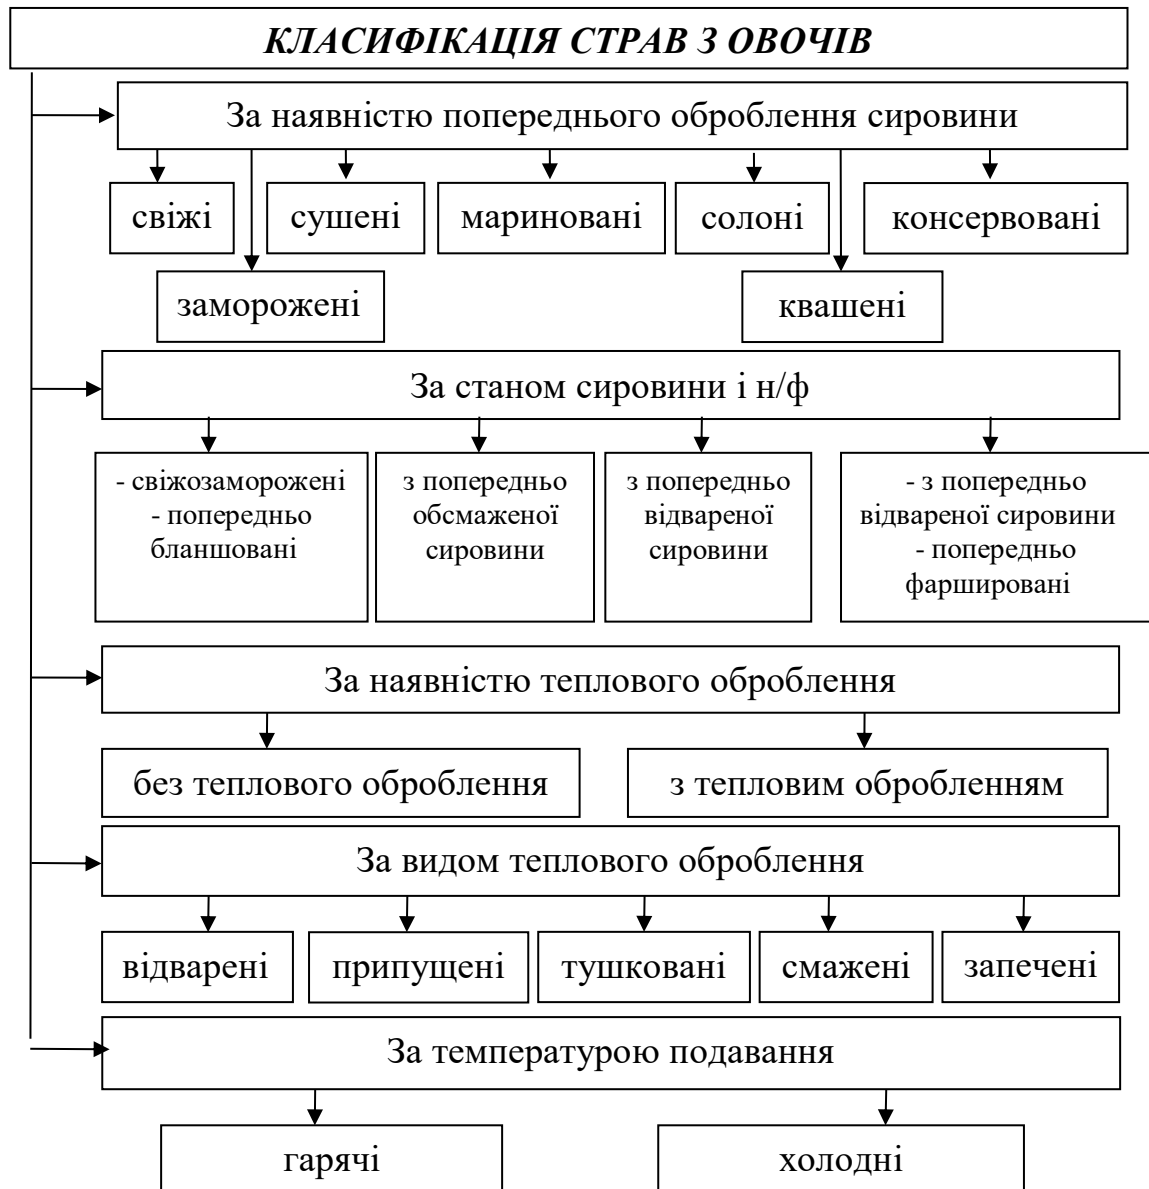 КЛАСИФІКАЦІЯ СТРАВ З ОВОЧІВ
За наявністю попереднього оброблення сировини
свіжі
сушені
мариновані
солоні
консервовані
заморожені
квашені
За станом сировини і н/ф
- свіжозаморожені
- попередньо
бланшовані
з попередньо
обсмаженої
сировини
з попередньо
відвареної
сировини
- з попередньо
відвареної сировини
- попередньо
фаршировані
За наявністю теплового оброблення
без теплового оброблення
з тепловим обробленням
За видом теплового оброблення
відварені
припущені
тушковані
смажені
запечені
За температурою подавання
гарячі
холодні